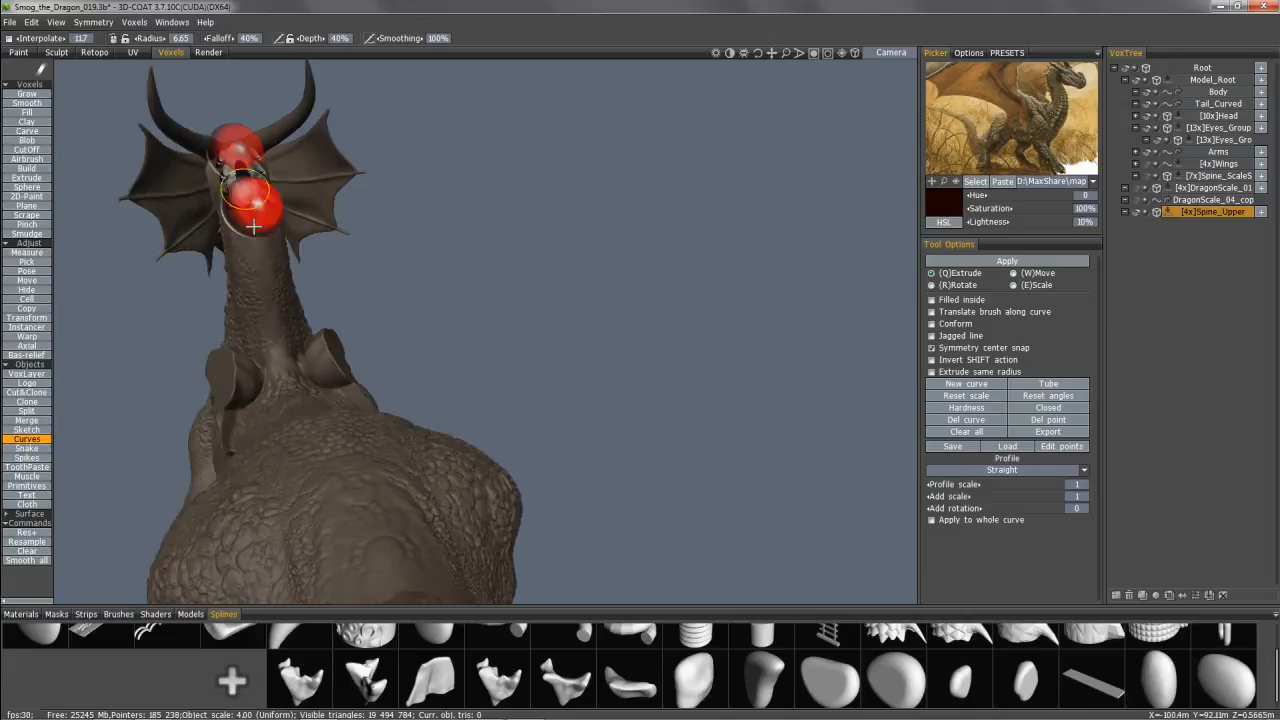 Smog_the_Dragon_019.3b* - 3D-COAT 3.7.10C(CUDA)(DX64)
File Edit View Symmetry Voxels Windows Help
Interpolate: 11.7 Radius: 6.65 Falloff: 40% Depth: 40% Smoothing: 100%
Paint Sculpt Retopo UV Voxels Render Camera
Voxels
Grow
Smooth
Fill
Clay
Carve
Blob
CutOff
Airbrush
Build
Extrude
Sphere
2D-Paint
Plane
Scrape
Pinch
Smudge
Adjust
Measure
Pick
Pose
Move
Hide
Cell
Copy
Transform
Instancer
Warp
Axial
Bas-relief
Objects
VoxLayer
Logo
Cut&Clone
Clone
Split
Merge
Sketch
Curves
Snake
Spikes
ToothPaste
Muscle
Primitives
Text
Cloth
Surface
Commands
Res+
Resample
Clear
Smooth all
Picker Options PRESETS
Select Paste D:\MaxShare\map
Hue: 0
Saturation: 100%
HSL Lightness: 10%
Tool Options
Apply
(Q)Extrude (W)Move
(R)Rotate (E)Scale
Filled inside
Translate brush along curve
Conform
Jagged line
Symmetry center snap
Invert SHIFT action
Extrude same radius
New curve Tube
Reset scale Reset angles
Hardness Closed
Del curve Del point
Clear all Export
Save Load Edit points
Profile
Straight
Profile scale: 1
Add scale: 1
Add rotation: 0
Apply to whole curve
VoxTree
Root
Model_Root
Body
Tail_Curved
[10x]Head
[13x]Eyes_Group
[13x]Eyes_Gro
Arms
[4x]Wings
[7x]Spine_ScaleS
[4x]DragonScale_01
DragonScale_04_cop
[4x]Spine_Upper
Materials Masks Strips Brushes Shaders Models Splines
fps:30; Free: 25245 Mb,Pointers: 185 238;Object scale: 4.00 (Uniform); Visible triangles: 19 494 784; Curr. obj. tris: 0 X=-100.4m Y=92.11m Z=0.5665m